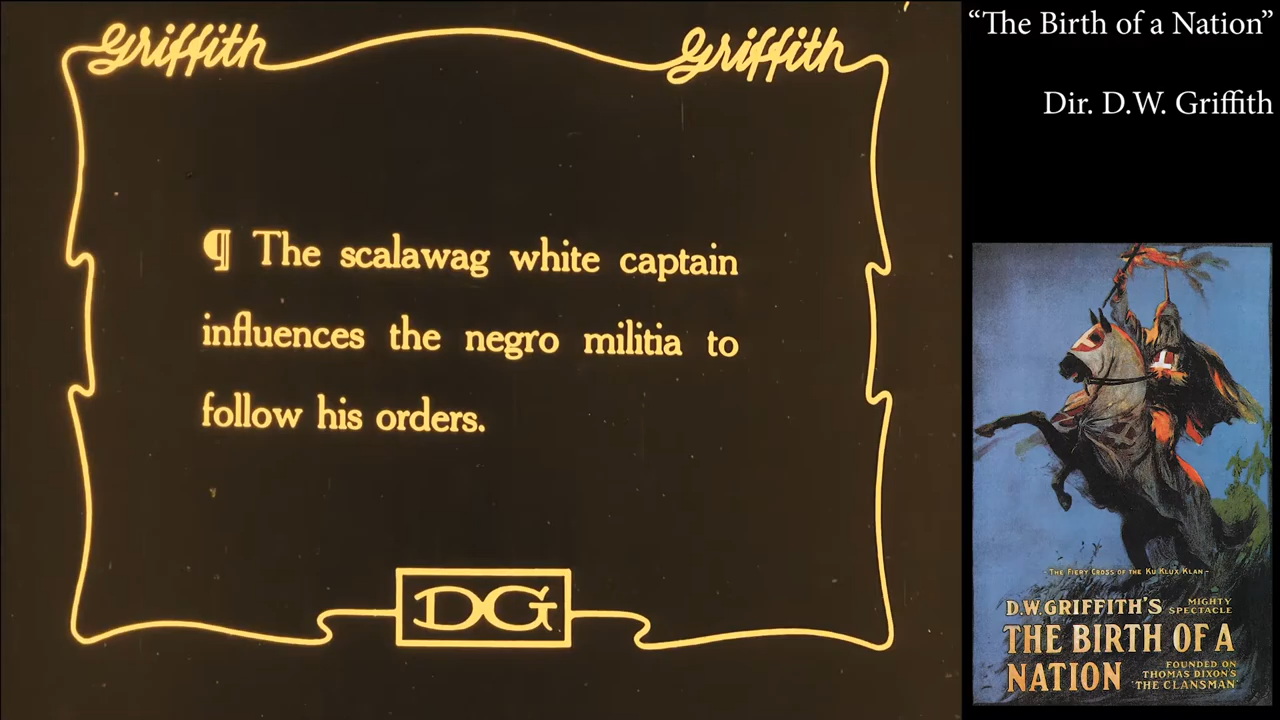 Griffith Griffith
¶ The scalawag white captain
influences the negro militia to
follow his orders.
DG
“The Birth of a Nation”
Dir. D.W. Griffith
-The Fiery Cross of the Ku Klux Klan-
D.W. GRIFFITH'S MIGHTY SPECTACLE
THE BIRTH OF A
NATION
FOUNDED ON
THOMAS DIXON'S
'THE CLANSMAN'